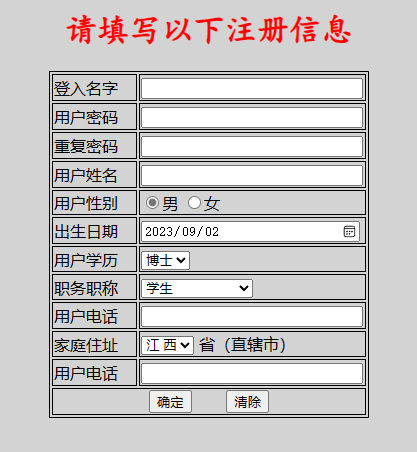 请填写以下注册信息
登入名字
用户密码
重复密码
用户姓名
用户性别 男 女
出生日期 2023/09/02
用户学历 博士
职务职称 学生
用户电话
家庭住址 江 西 省（直辖市）
用户电话
确定 清除